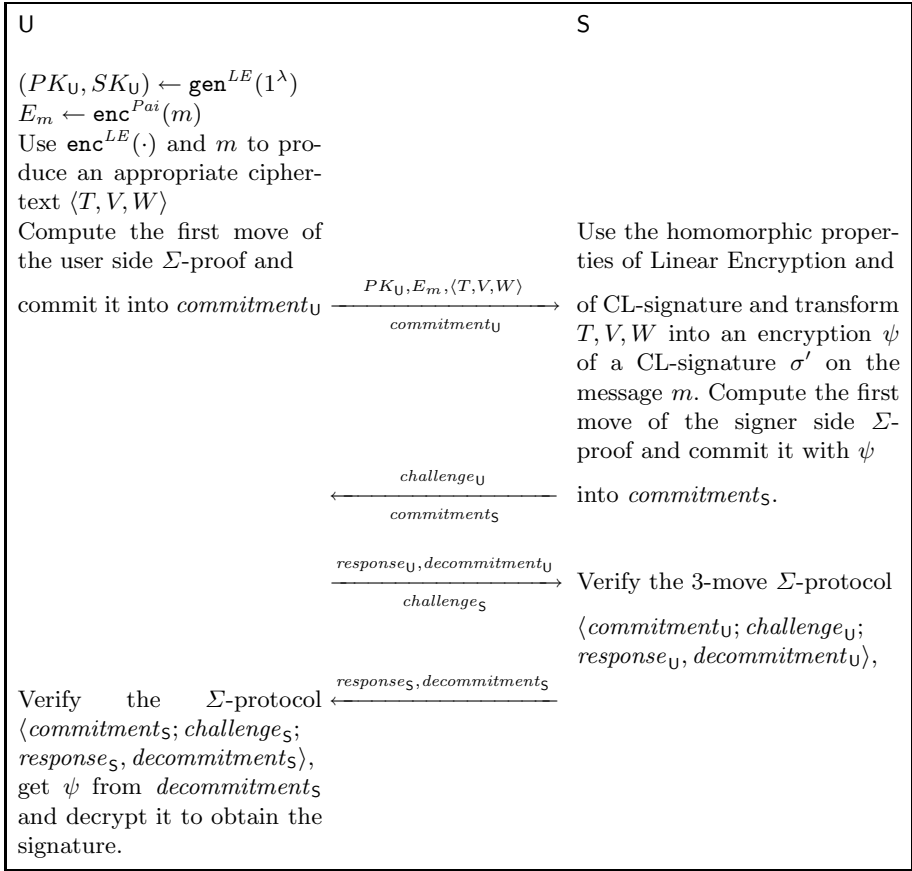 U
S
(PK_U, SK_U) ← gen^{LE}(1^λ)
E_m ← enc^{Pai}(m)
Use enc^{LE}(·) and m to pro-
duce an appropriate cipher-
text ⟨T, V, W⟩
Compute the first move of
the user side Σ-proof and
commit it into commitment_U
PK_U, E_m, ⟨T,V,W⟩
commitment_U
Use the homomorphic proper-
ties of Linear Encryption and
of CL-signature and transform
T, V, W into an encryption ψ
of a CL-signature σ′ on the
message m. Compute the first
move of the signer side Σ-
proof and commit it with ψ
into commitment_S.
challenge_U
commitment_S
response_U, decommitment_U
challenge_S
Verify the 3-move Σ-protocol
⟨commitment_U; challenge_U;
response_U, decommitment_U⟩,
response_S, decommitment_S
Verify the Σ-protocol
⟨commitment_S; challenge_S;
response_S, decommitment_S⟩,
get ψ from decommitment_S
and decrypt it to obtain the
signature.